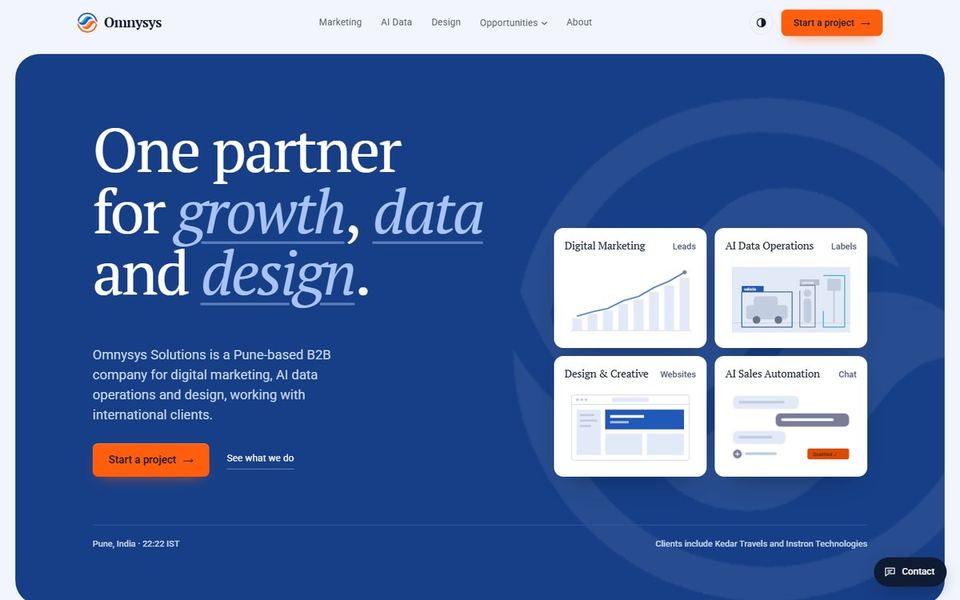 Omnysys
Marketing
AI Data
Design
Opportunities
About
Start a project →
One partner
for growth, data
and design.
Omnysys Solutions is a Pune-based B2B
company for digital marketing, AI data
operations and design, working with
international clients.
Start a project →
See what we do
Digital Marketing
Leads
AI Data Operations
Labels
Design & Creative
Websites
AI Sales Automation
Chat
Pune, India · 22:22 IST
Clients include Kedar Travels and Instron Technologies
Contact